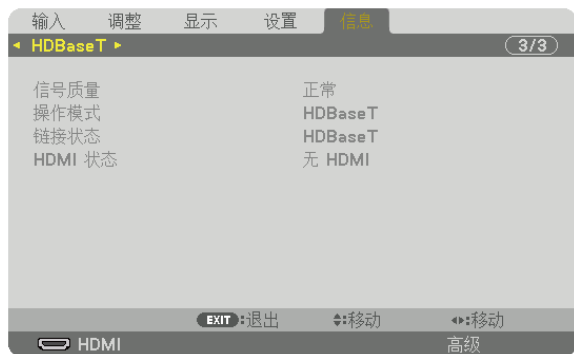 输入 调整 显示 设置 信息
HDBaseT 3/3
信号质量 正常
操作模式 HDBaseT
链接状态 HDBaseT
HDMI 状态 无 HDMI
EXIT:退出 :移动 :移动
HDMI 高级